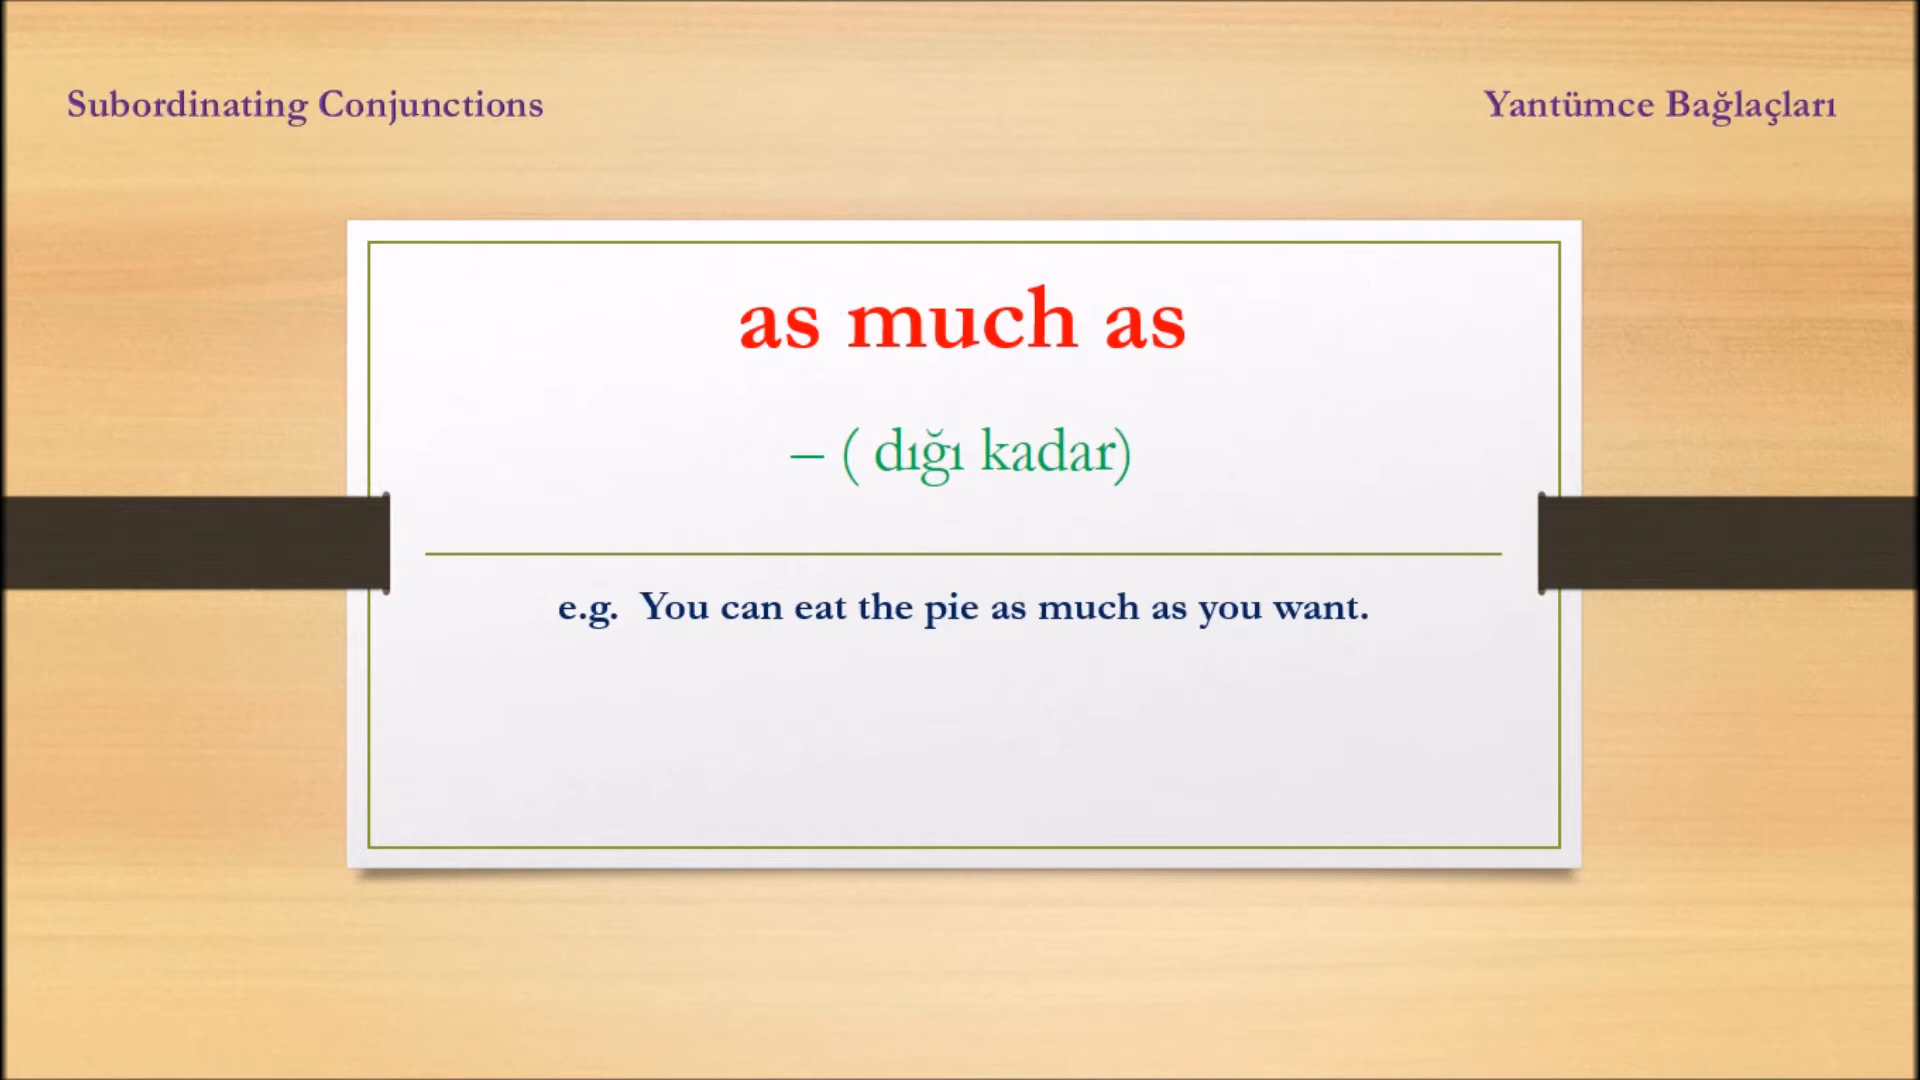 Subordinating Conjunctions
Yantümce Bağlaçları
as much as
– ( dığı kadar)
e.g.  You can eat the pie as much as you want.